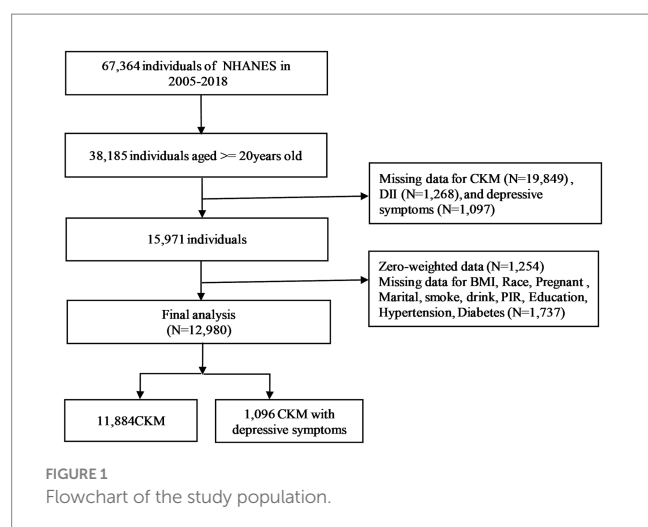 67,364 individuals of NHANES in
2005-2018
38,185 individuals aged >= 20years old
Missing data for CKM (N=19,849) ,
DII (N=1,268), and depressive
symptoms (N=1,097)
15,971 individuals
Zero-weighted data (N=1,254)
Missing data for BMI, Race, Pregnant ,
Marital, smoke, drink, PIR, Education,
Hypertension, Diabetes (N=1,737)
Final analysis
(N=12,980)
11,884CKM
1,096 CKM with
depressive symptoms
FIGURE 1
Flowchart of the study population.